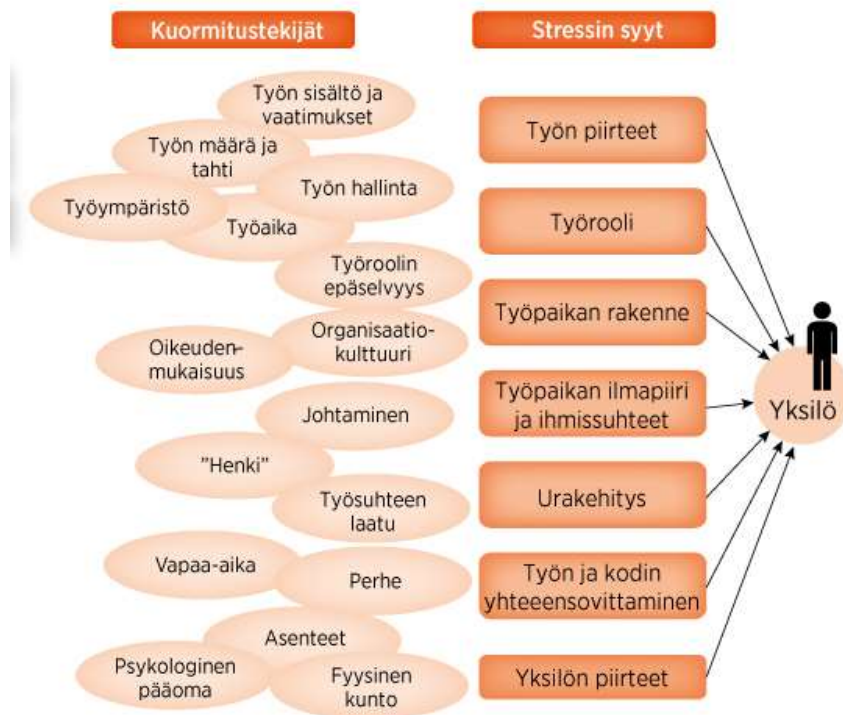 Kuormitustekijät
Työn sisältö ja
vaatimukset
Työn määrä ja
tahti
Työn hallinta
Työympäristö
Työaika
Työroolin
epäselvyys
Organisaatio-
kulttuuri
Oikeuden-
mukaisuus
Johtaminen
"Henki"
Työsuhteen
laatu
Vapaa-aika
Perhe
Asenteet
Psykologinen
pääoma
Fyysinen
kunto
Stressin syyt
Työn piirteet
Työrooli
Työpaikan rakenne
Työpaikan ilmapiiri
ja ihmissuhteet
Urakehitys
Työn ja kodin
yhteeensovittaminen
Yksilön piirteet
Yksilö